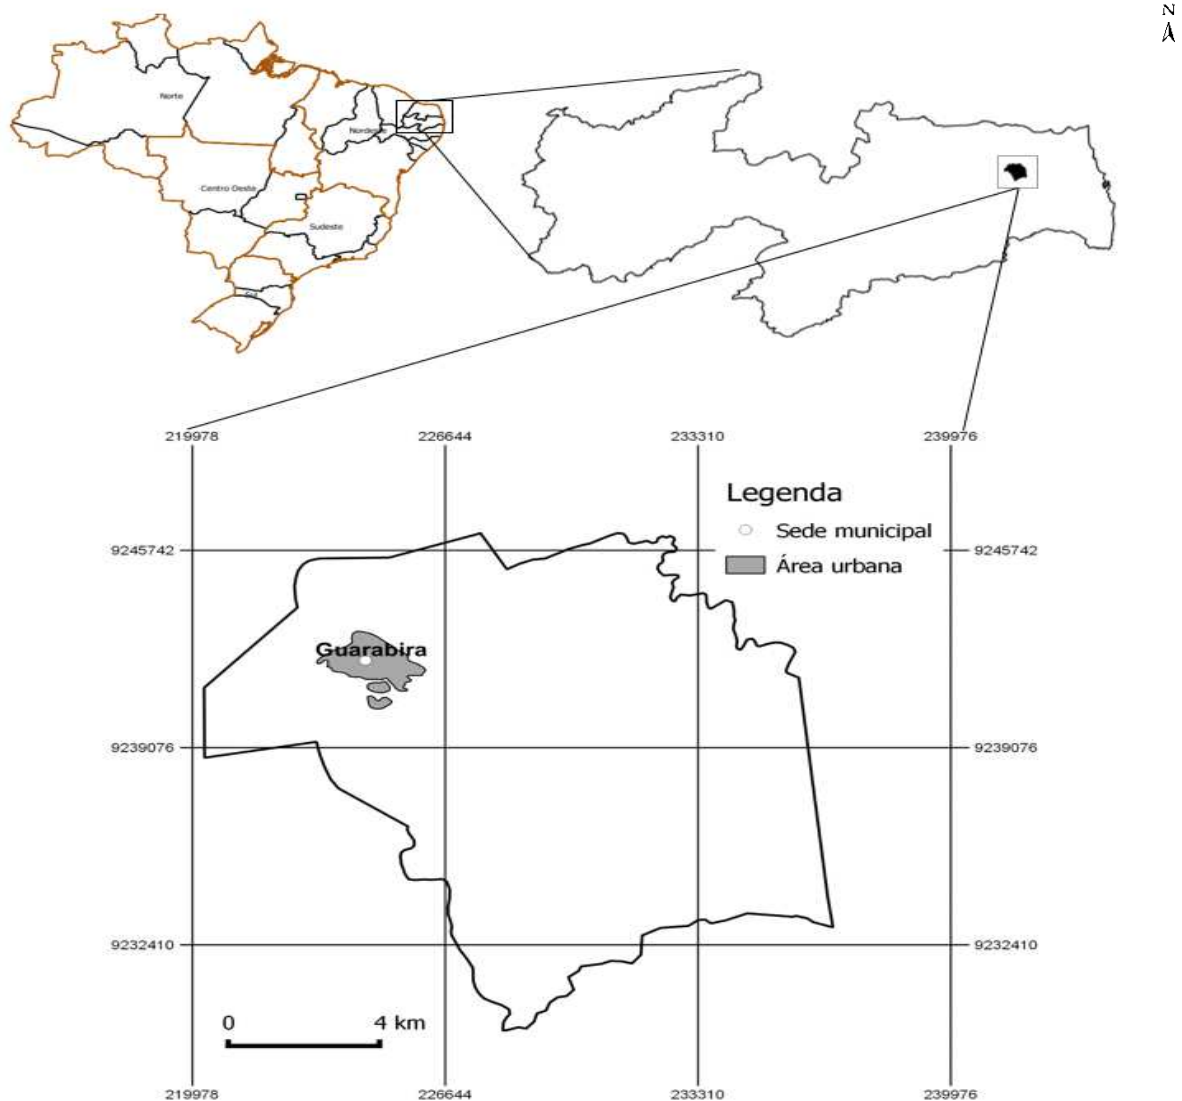 N
Norte
Nordeste
Centro Oeste
Sudeste
Sul
219978 226644 233310 239976
Legenda
Sede municipal
9245742 9245742
Área urbana
Guarabira
9239076 9239076
9232410 9232410
0 4 km
219978 226644 233310 239976